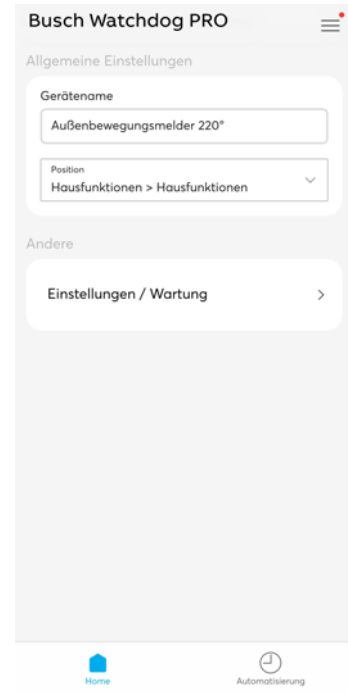 Busch Watchdog PRO
Allgemeine Einstellungen
Gerätename
Außenbewegungsmelder 220°
Position
Hausfunktionen > Hausfunktionen
Andere
Einstellungen / Wartung
Home
Automatisierung